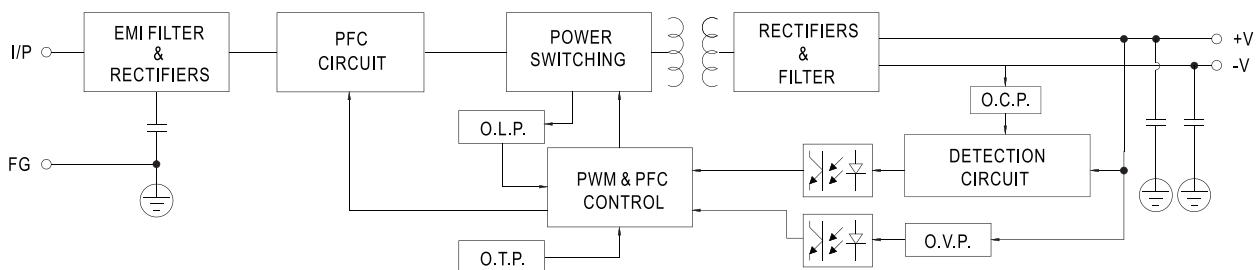 I/P
EMI FILTER
&
RECTIFIERS
PFC
CIRCUIT
POWER
SWITCHING
RECTIFIERS
&
FILTER
+V
-V
O.C.P.
O.L.P.
FG
PWM & PFC
CONTROL
DETECTION
CIRCUIT
O.T.P.
O.V.P.